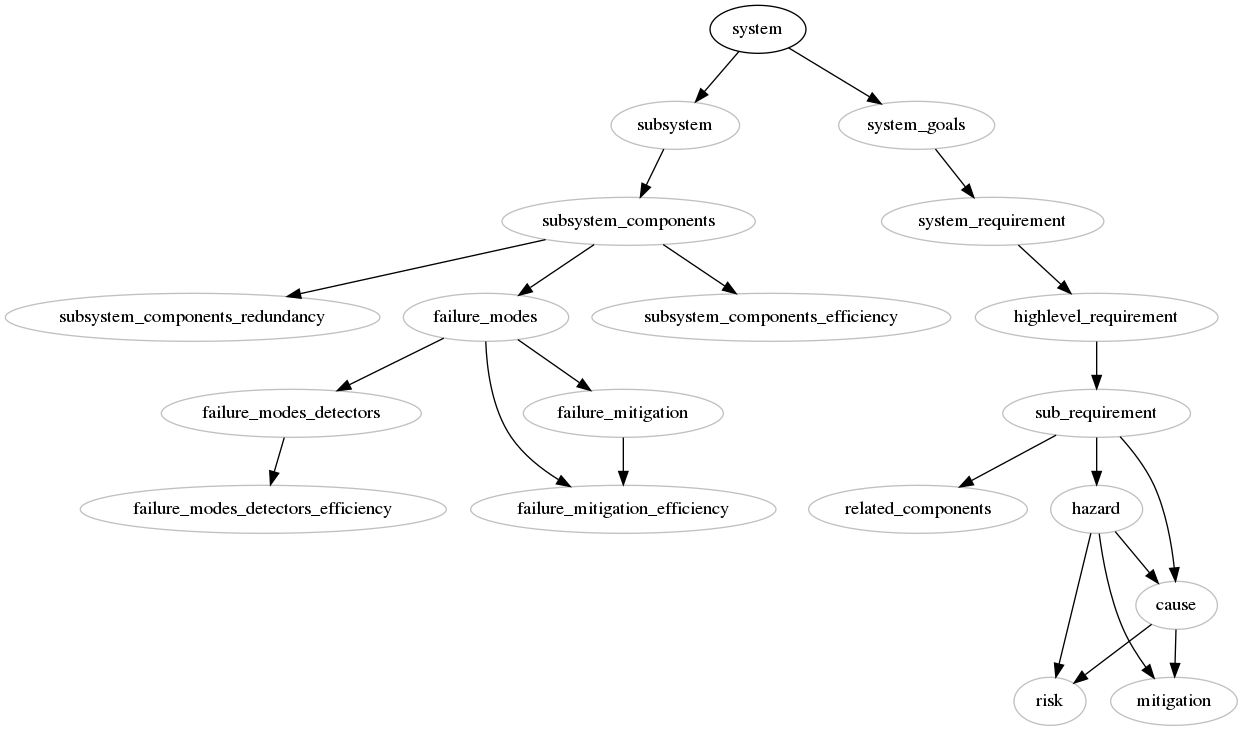 system
subsystem
system_goals
subsystem_components
system_requirement
subsystem_components_redundancy
failure_modes
subsystem_components_efficiency
highlevel_requirement
failure_modes_detectors
failure_mitigation
sub_requirement
failure_modes_detectors_efficiency
failure_mitigation_efficiency
related_components
hazard
cause
risk
mitigation